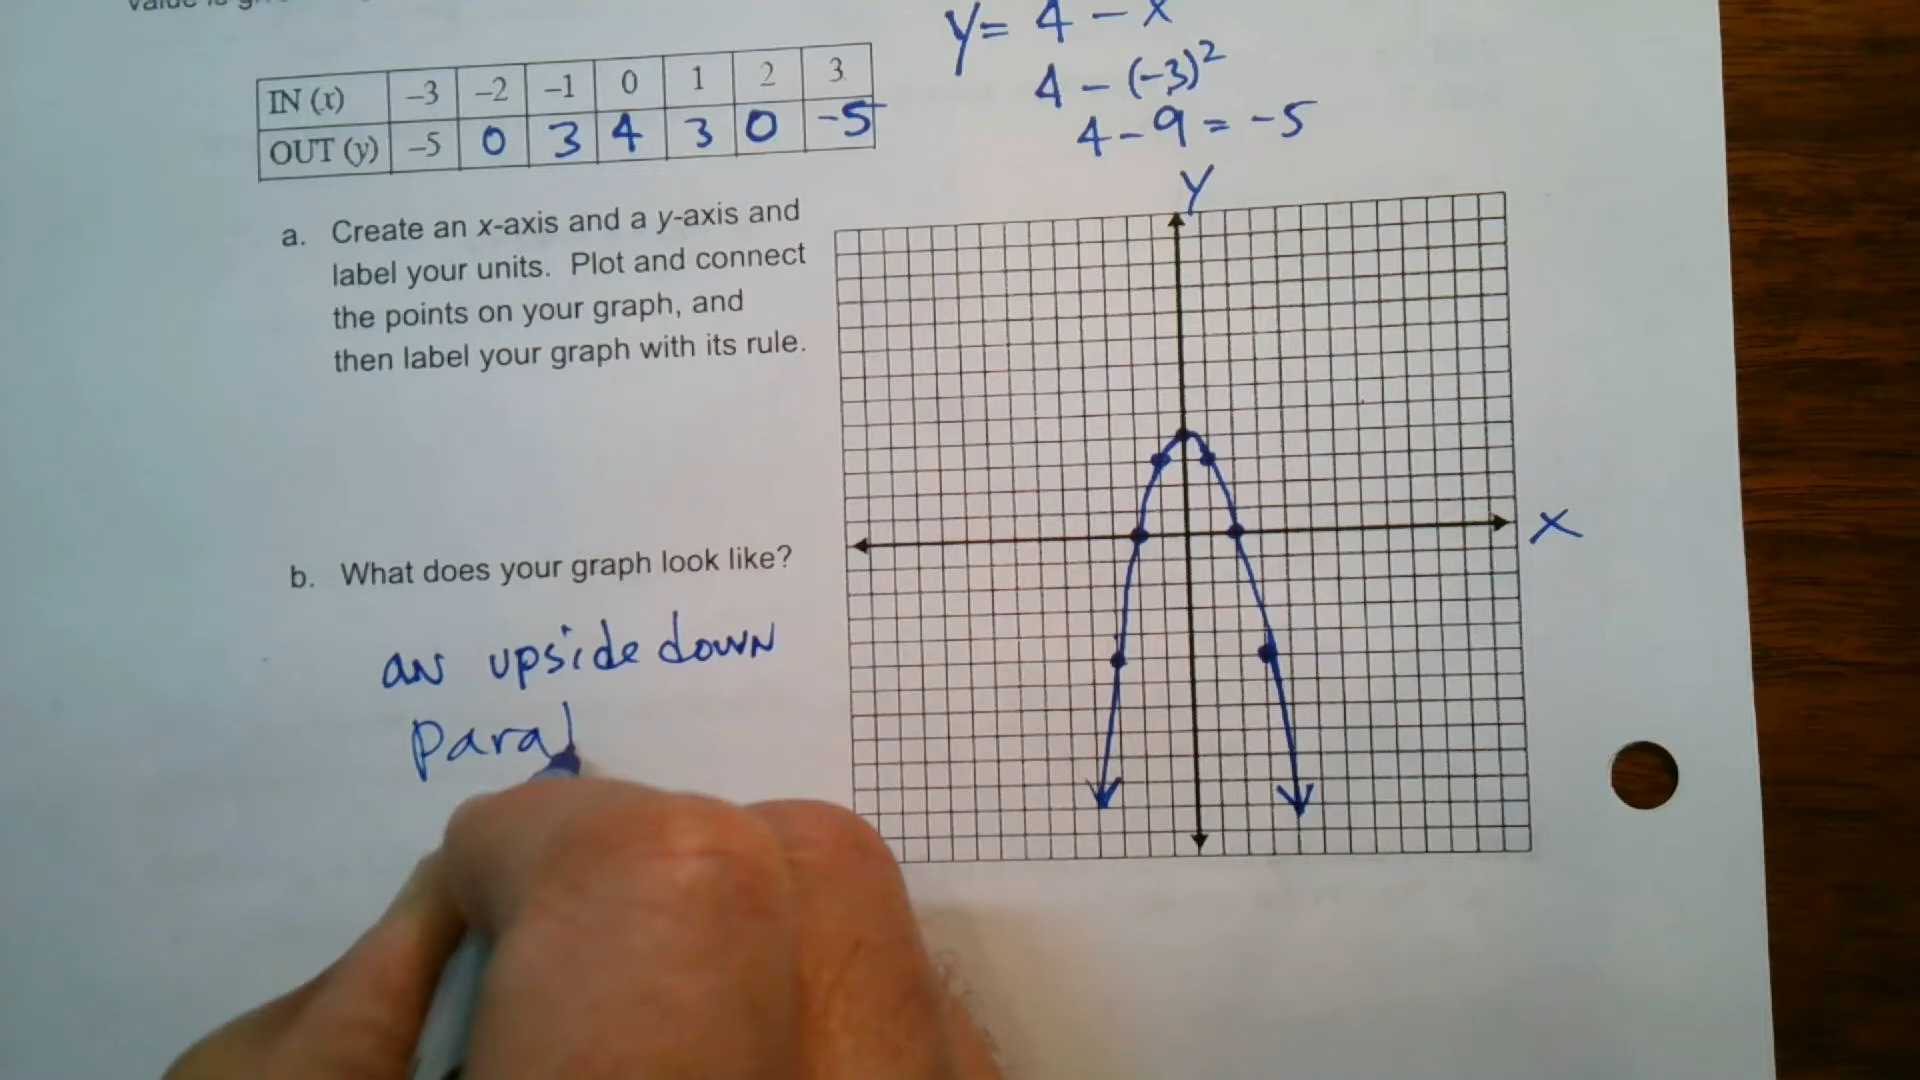 y = 4 - x
IN (x) -3 -2 -1 0 1 2 3
4 - (-3)²
OUT (y) -5 0 3 4 3 0 -5
4 - 9 = -5
y
a. Create an x-axis and a y-axis and
label your units. Plot and connect
the points on your graph, and
then label your graph with its rule.
x
b. What does your graph look like?
an upside down
para